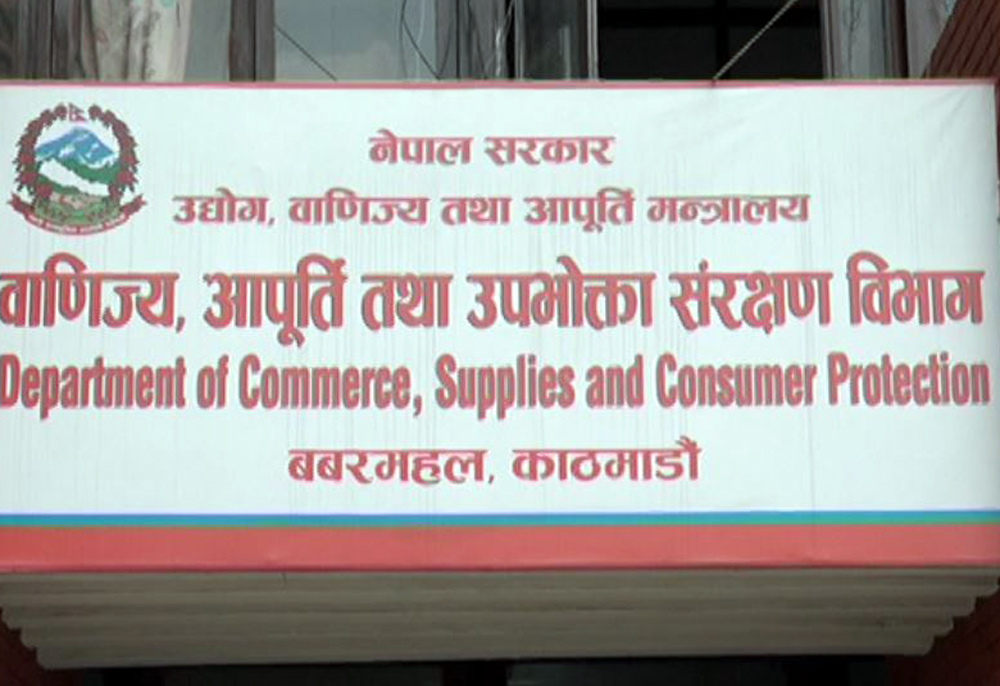 नेपाल सरकार
उद्योग, वाणिज्य तथा आपूर्ति मन्त्रालय
वाणिज्य, आपूर्ति तथा उपभोक्ता संरक्षण विभाग
Department of Commerce, Supplies and Consumer Protection
बबरमहल, काठमाडौं